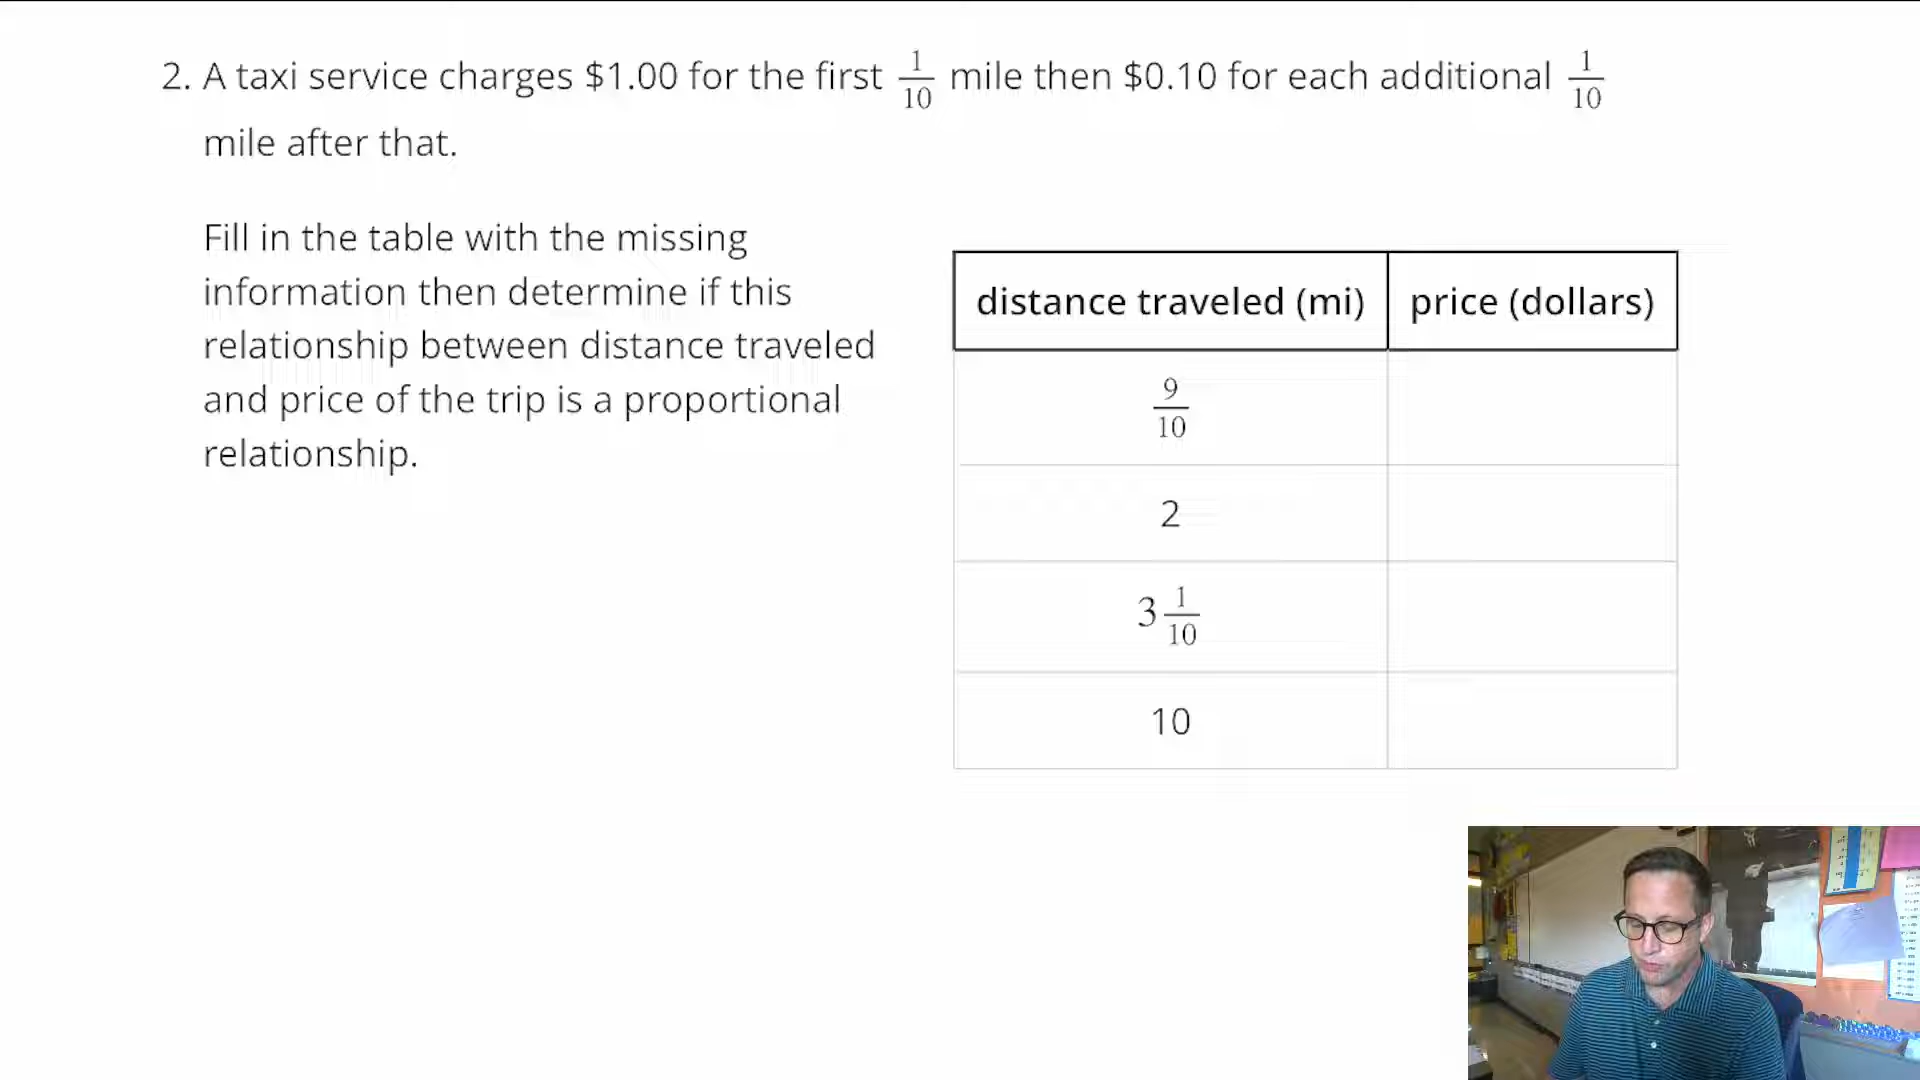 2. A taxi service charges $1.00 for the first 1/10 mile then $0.10 for each additional 1/10
mile after that.
Fill in the table with the missing
information then determine if this
relationship between distance traveled
and price of the trip is a proportional
relationship.
distance traveled (mi) price (dollars)
9/10
2
3 1/10
10